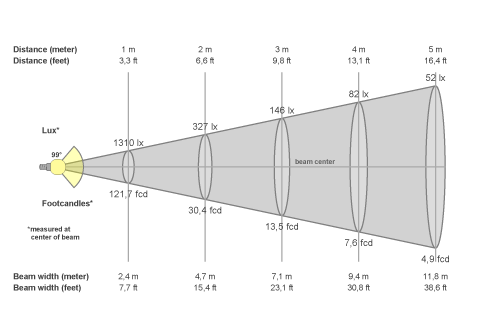 Distance (meter) 1 m 2 m 3 m 4 m 5 m
Distance (feet) 3,3 ft 6,6 ft 9,8 ft 13,1 ft 16,4 ft
52 lx
82 lx
146 lx
327 lx
Lux*
1310 lx
99°
beam center
121,7 fcd
Footcandles*
30,4 fcd
13,5 fcd
*measured at
center of beam
7,6 fcd
4,9 fcd
Beam width (meter) 2,4 m 4,7 m 7,1 m 9,4 m 11,8 m
Beam width (feet) 7,7 ft 15,4 ft 23,1 ft 30,8 ft 38,6 ft